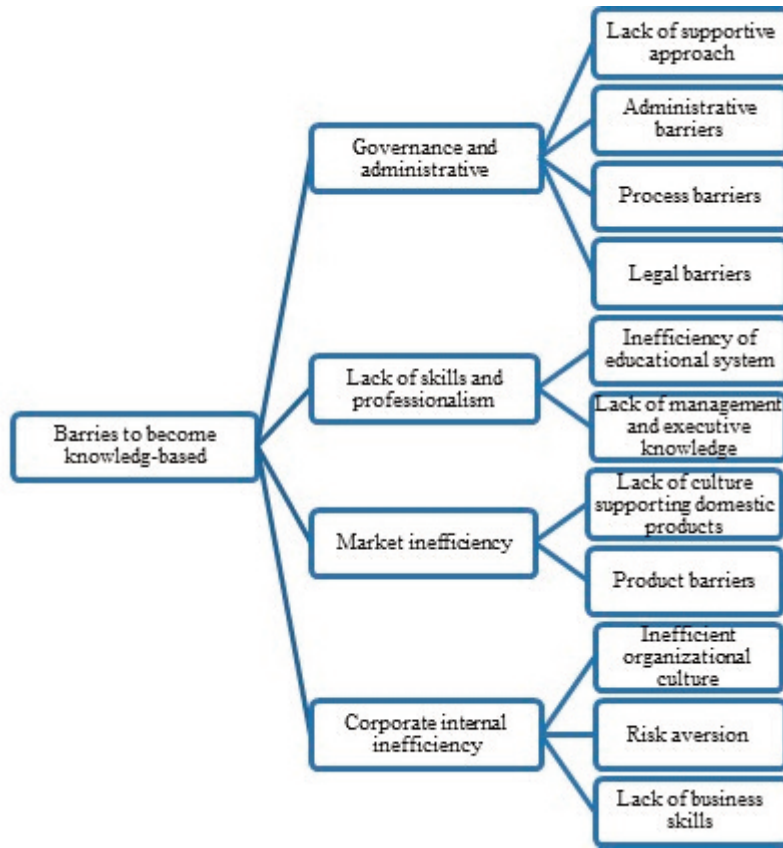 Barries to become
knowledg-based
Governance and
administrative
Lack of supportive
approach
Administrative
barriers
Process barriers
Legal barriers
Lack of skills and
professionalism
Inefficiency of
educational system
Lack of management
and executive
knowledge
Market inefficiency
Lack of culture
supporting domestic
products
Product barriers
Corporate internal
inefficiency
Inefficient
organizational
culture
Risk aversion
Lack of business
skills